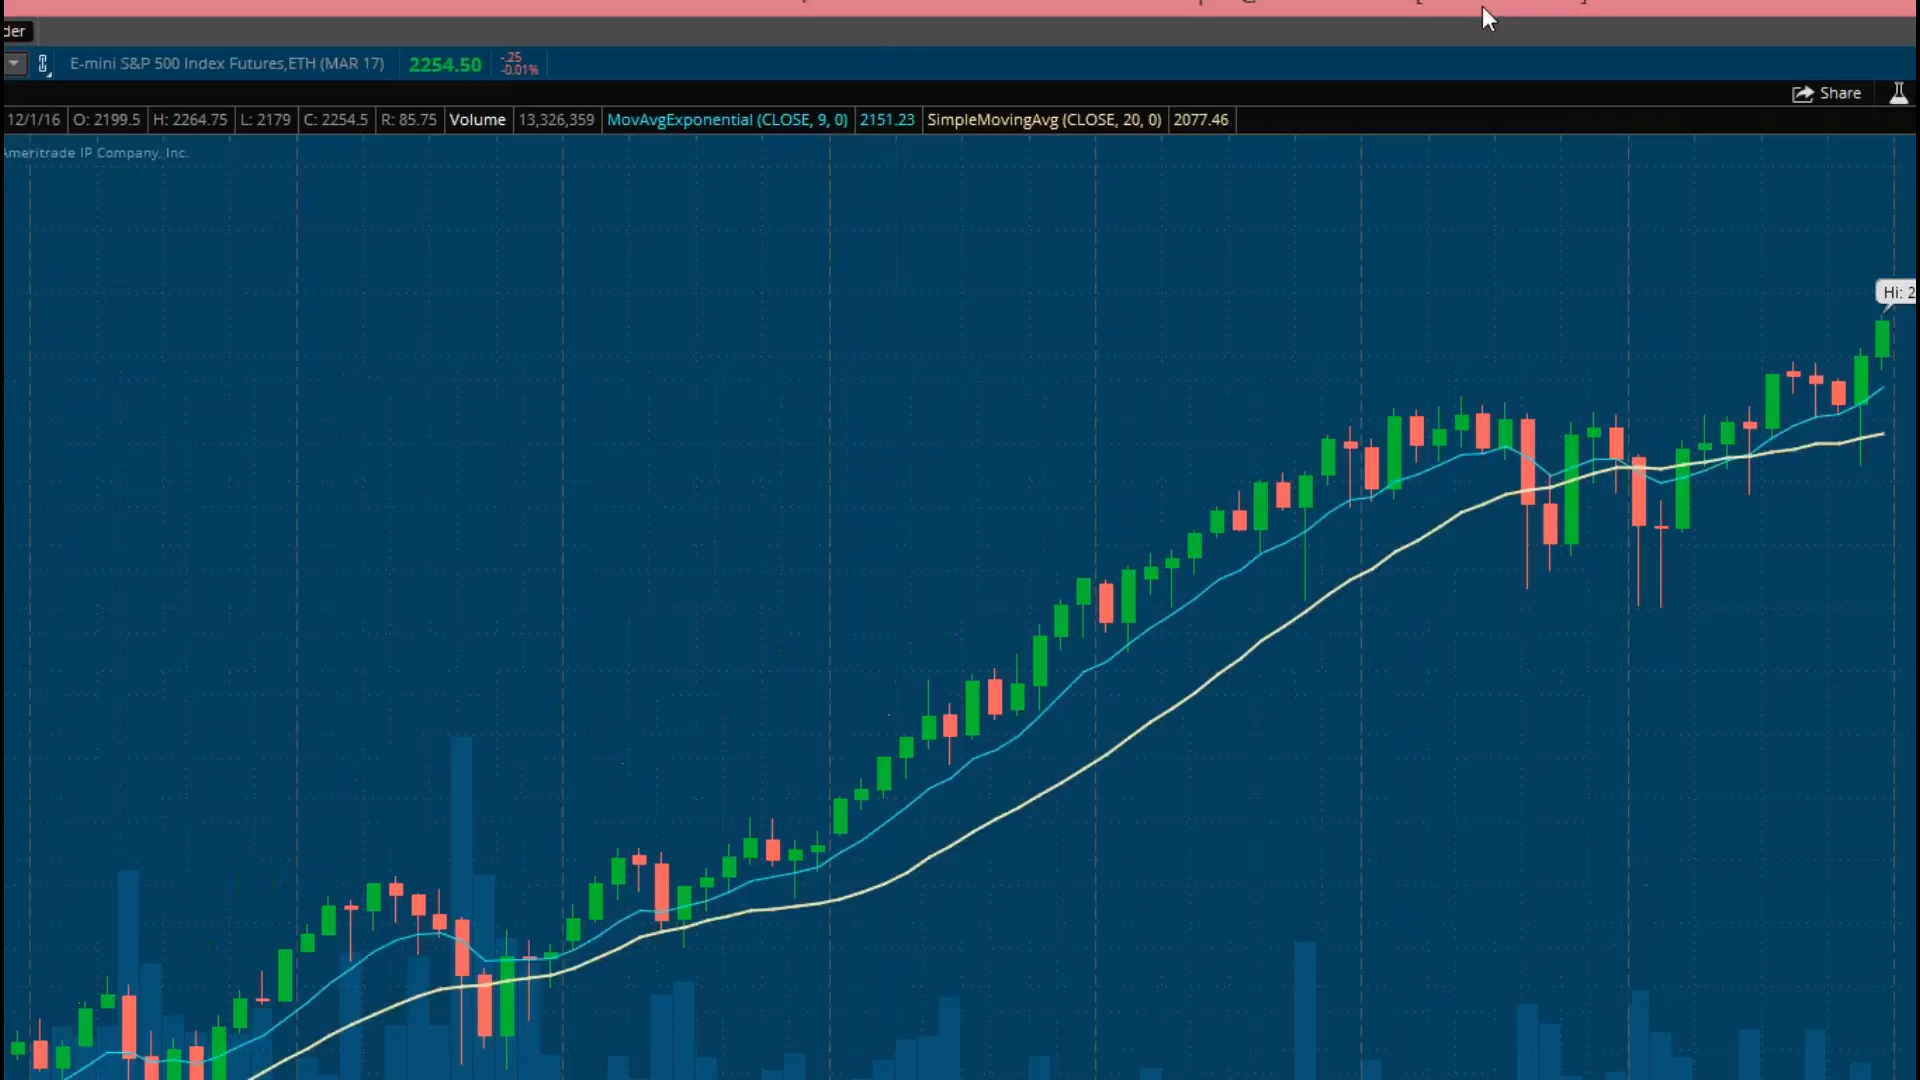 der
E-mini S&P 500 Index Futures,ETH (MAR 17) 2254.50 -.25 -0.01%
Share
12/1/16 O: 2199.5 H: 2264.75 L: 2179 C: 2254.5 R: 85.75 Volume 13,326,359 MovAvgExponential (CLOSE, 9, 0) 2151.23 SimpleMovingAvg (CLOSE, 20, 0) 2077.46
Ameritrade IP Company, Inc.
Hi: 2